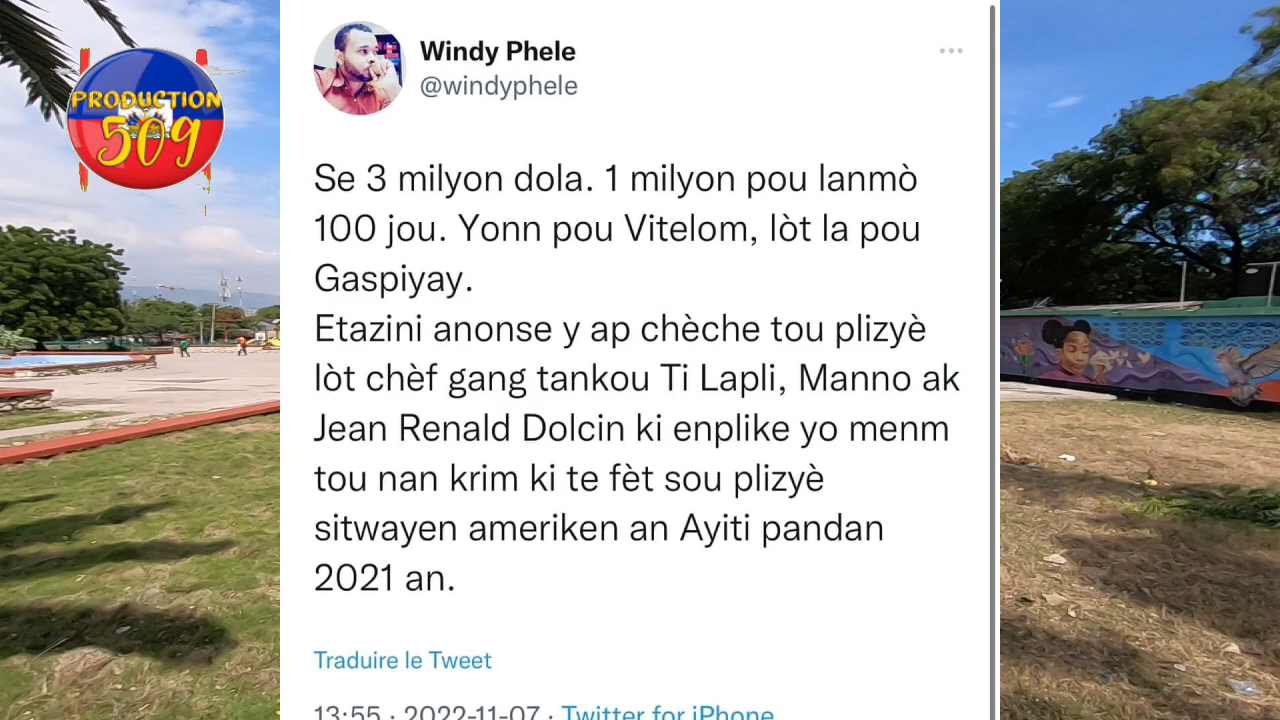 PRODUCTION
509
Windy Phele
@windyphele
Se 3 milyon dola. 1 milyon pou lanmò
100 jou. Yonn pou Vitelom, lòt la pou
Gaspiyay.
Etazini anonse y ap chèche tou plizyè
lòt chèf gang tankou Ti Lapli, Manno ak
Jean Renald Dolcin ki enplike yo menm
tou nan krim ki te fèt sou plizyè
sitwayen ameriken an Ayiti pandan
2021 an.
Traduire le Tweet
13:55 · 2022-11-07 · Twitter for iPhone